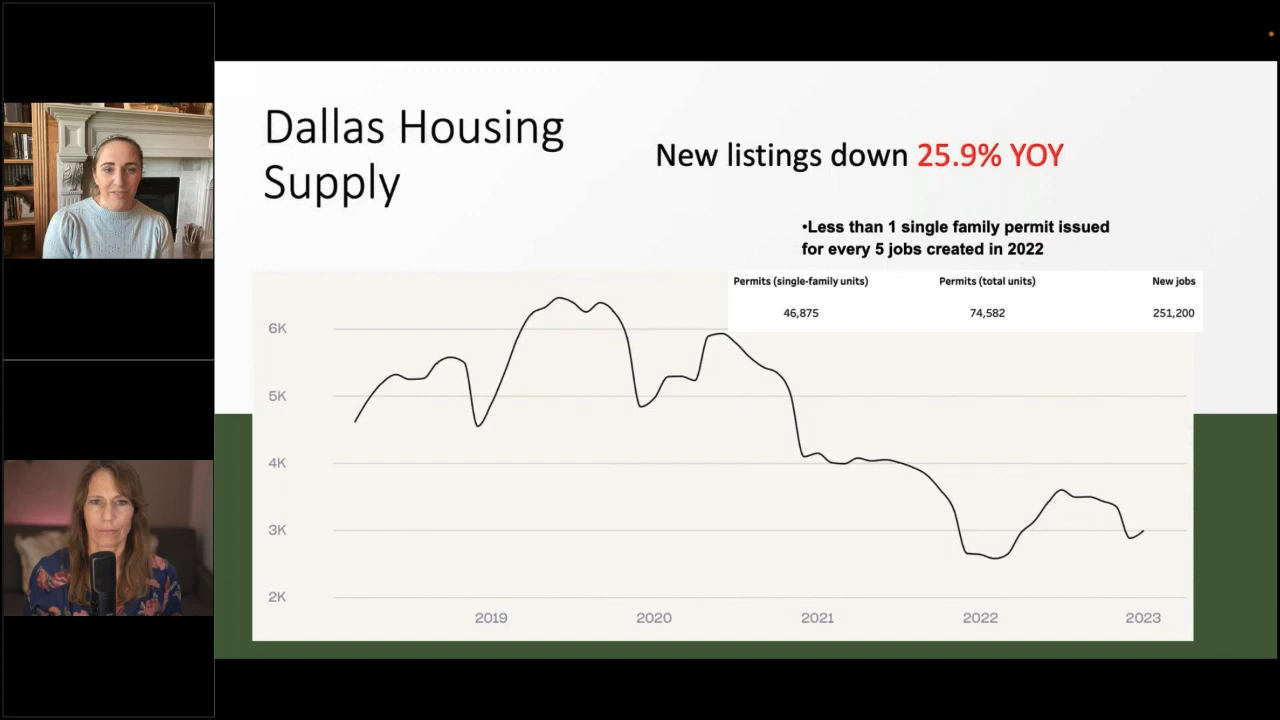 Dallas Housing
Supply
New listings down 25.9% YOY
•Less than 1 single family permit issued
for every 5 jobs created in 2022
Permits (single-family units) Permits (total units) New jobs
46,875 74,582 251,200
6K
5K
4K
3K
2K
2019 2020 2021 2022 2023